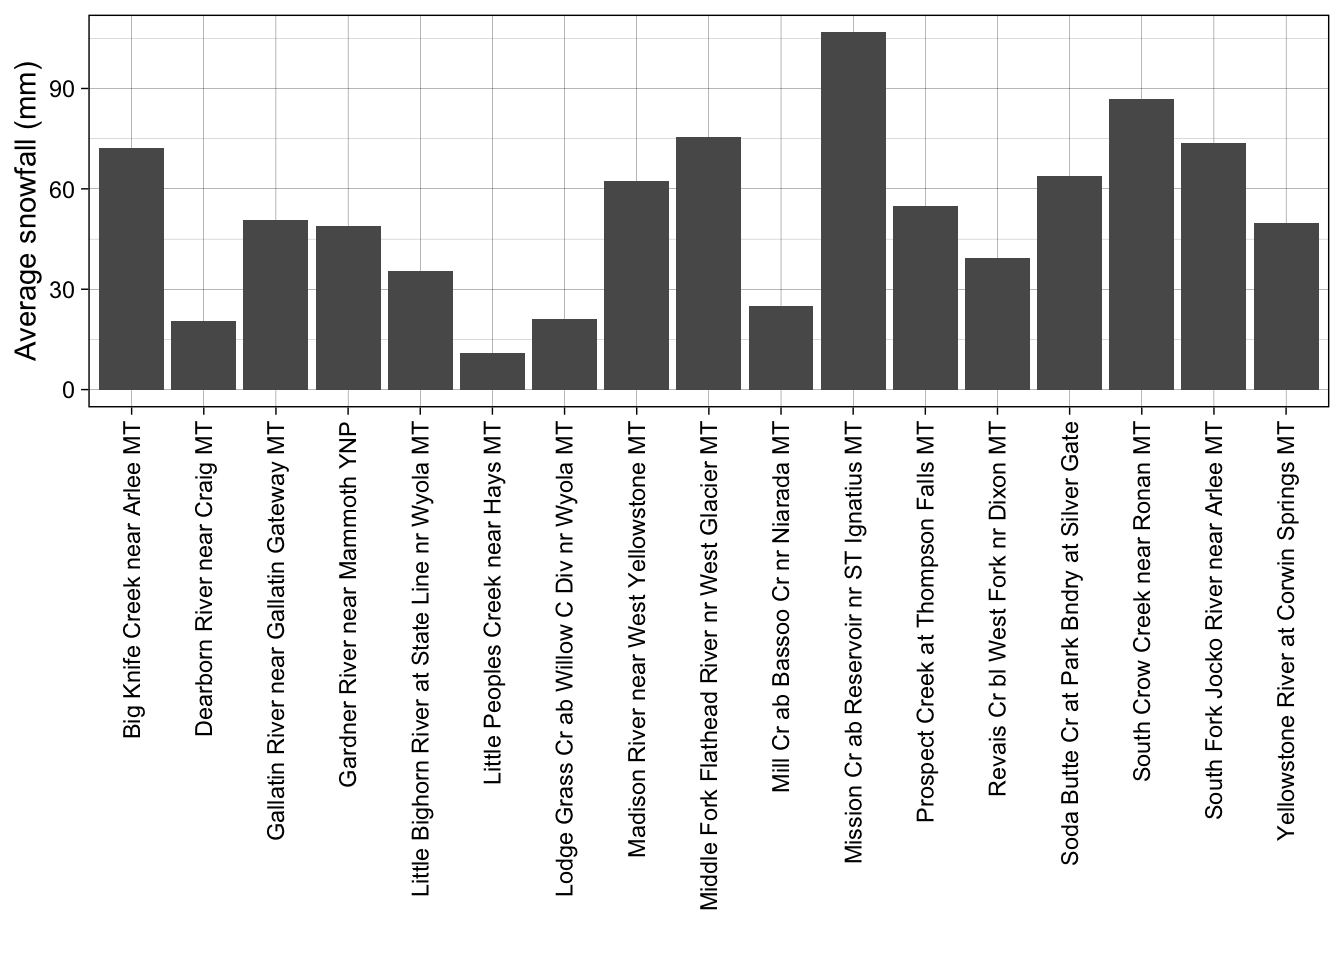 Average snowfall (mm)
90
60
30
0
Big Knife Creek near Arlee MT
Dearborn River near Craig MT
Gallatin River near Gallatin Gateway MT
Gardner River near Mammoth YNP
Little Bighorn River at State Line nr Wyola MT
Little Peoples Creek near Hays MT
Lodge Grass Cr ab Willow C Div nr Wyola MT
Madison River near West Yellowstone MT
Middle Fork Flathead River nr West Glacier MT
Mill Cr ab Bassoo Cr nr Niarada MT
Mission Cr ab Reservoir nr ST Ignatius MT
Prospect Creek at Thompson Falls MT
Revais Cr bl West Fork nr Dixon MT
Soda Butte Cr at Park Bndry at Silver Gate
South Crow Creek near Ronan MT
South Fork Jocko River near Arlee MT
Yellowstone River at Corwin Springs MT